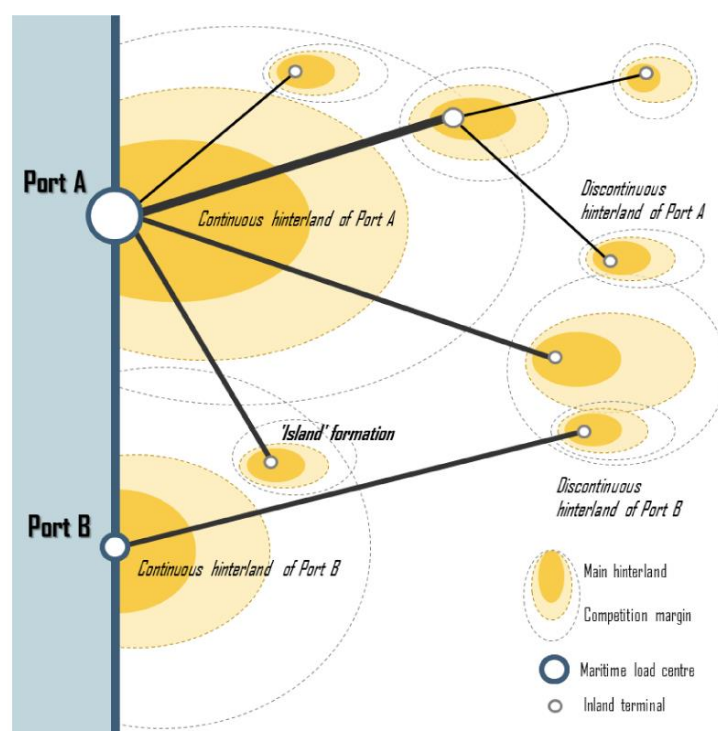 Port A
Continuous hinterland of Port A
Discontinuous
hinterland of Port A
'Island' formation
Port B
Continuous hinterland of Port B
Discontinuous
hinterland of Port B
Main hinterland
Competition margin
Maritime load centre
Inland terminal